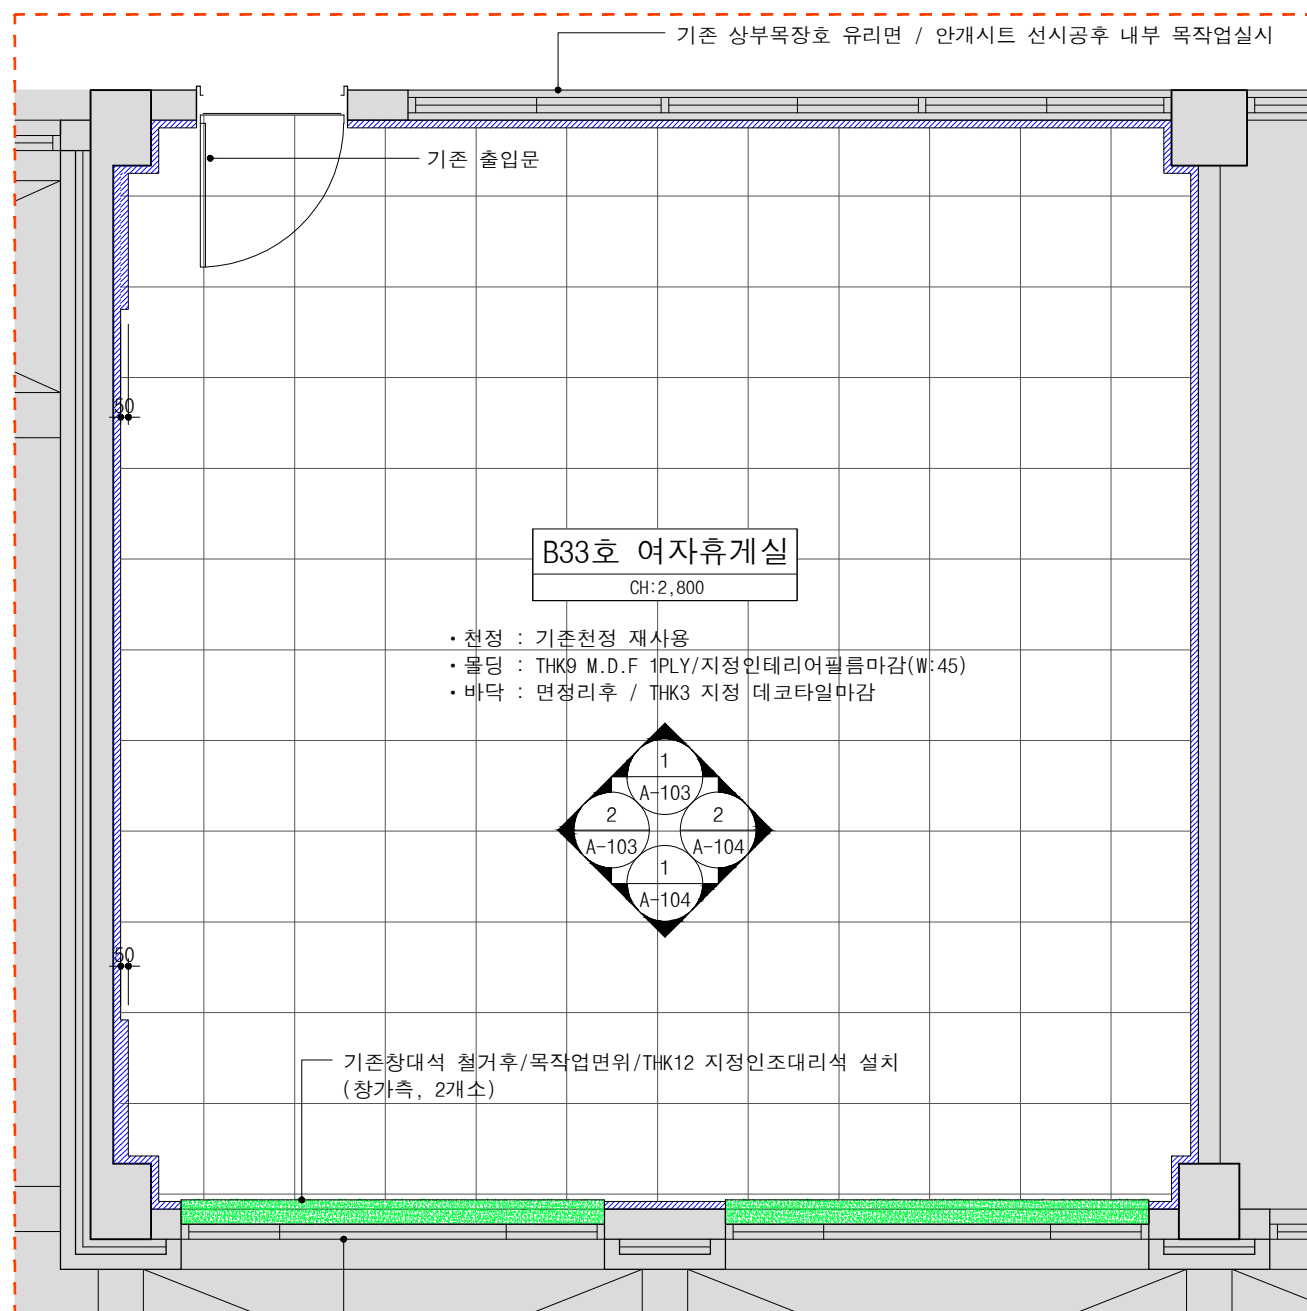 기존 상부목장호 유리면 / 안개시트 선시공후 내부 목작업실시
기존 출입문
50
B33호 여자휴게실
CH:2,800
・천정 : 기존천정 재사용
・몰딩 : THK9 M.D.F 1PLY/지정인테리어필름마감(W:45)
・바닥 : 면정리후 / THK3 지정 데코타일마감
1
A-103
2
A-103
2
A-104
1
A-104
50
기존창대석 철거후/목작업면위/THK12 지정인조대리석 설치
(창가측, 2개소)